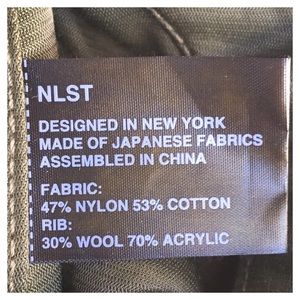 NLST
DESIGNED IN NEW YORK
MADE OF JAPANESE FABRICS
ASSEMBLED IN CHINA
FABRIC:
47% NYLON 53% COTTON
RIB:
30% WOOL 70% ACRYLIC